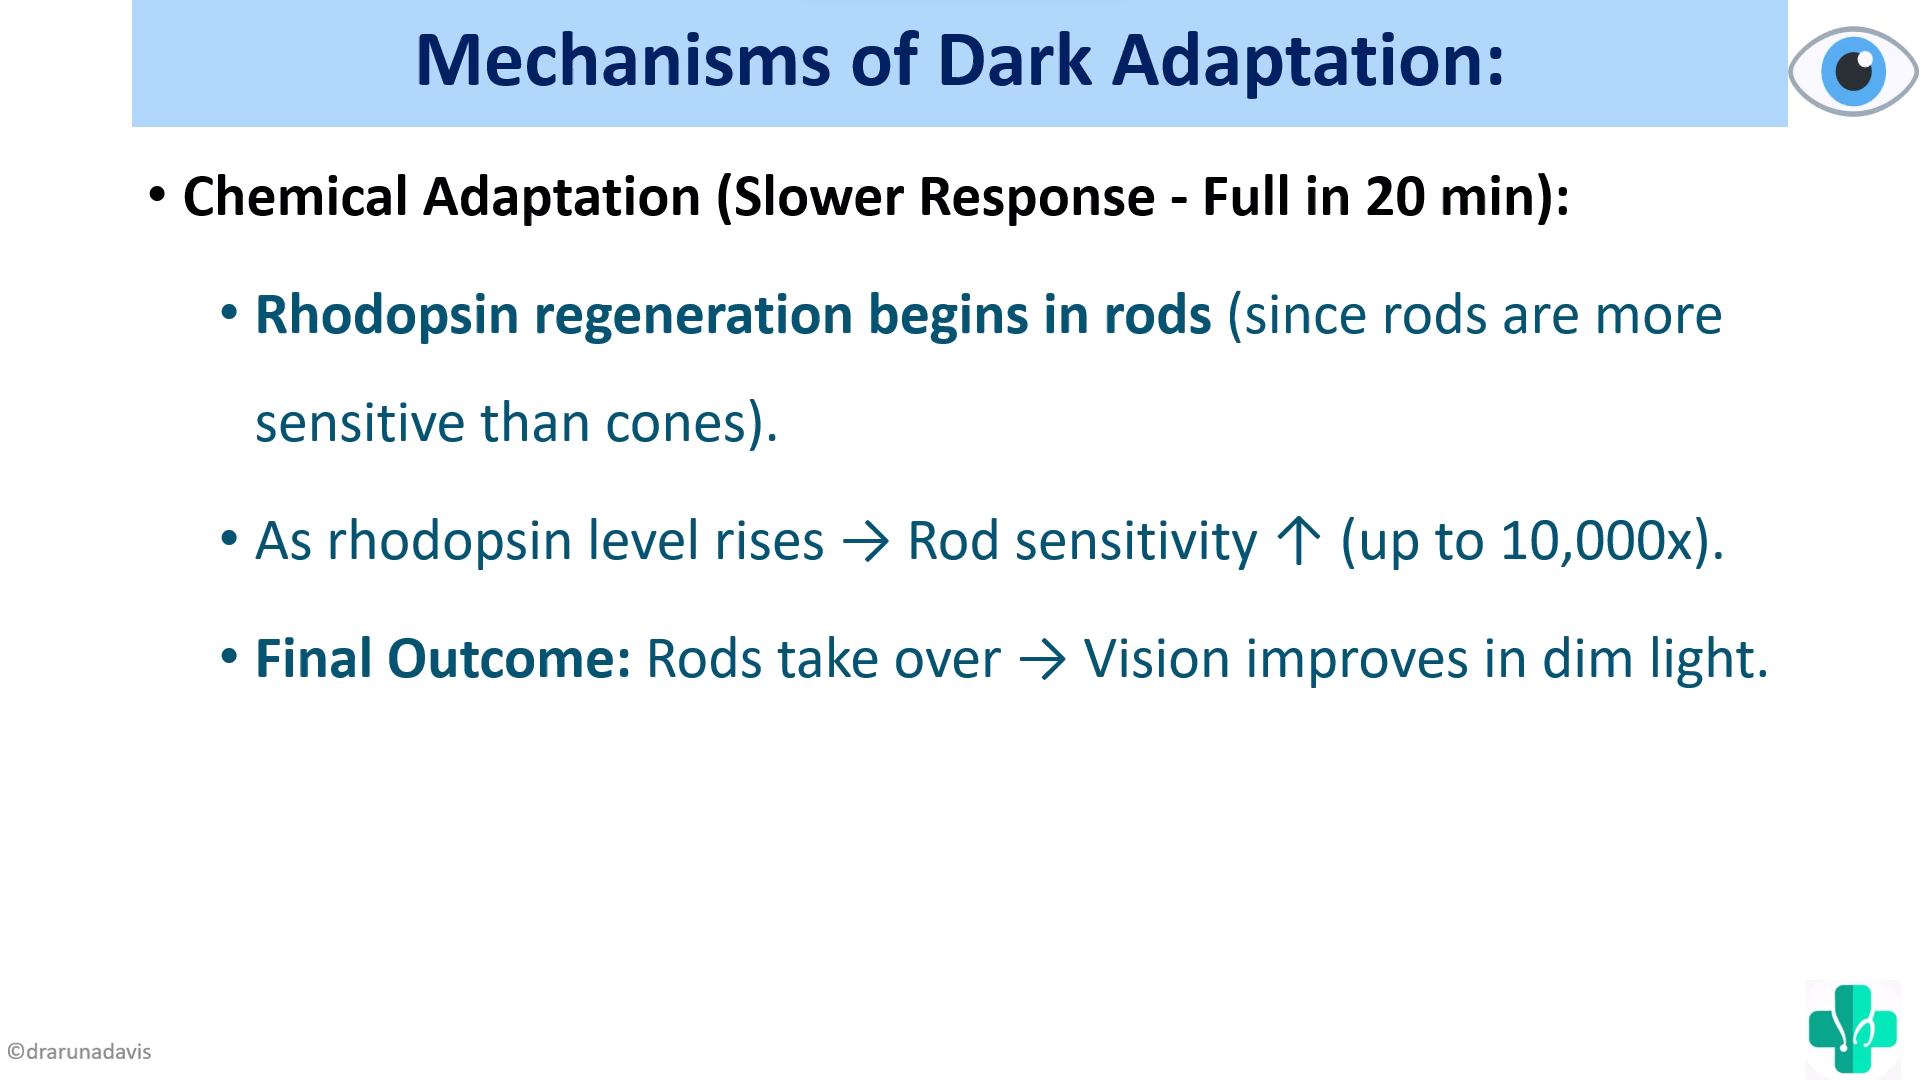 Mechanisms of Dark Adaptation:
• Chemical Adaptation (Slower Response - Full in 20 min):
• Rhodopsin regeneration begins in rods (since rods are more
sensitive than cones).
• As rhodopsin level rises → Rod sensitivity ↑ (up to 10,000x).
• Final Outcome: Rods take over → Vision improves in dim light.
©drarunadavis